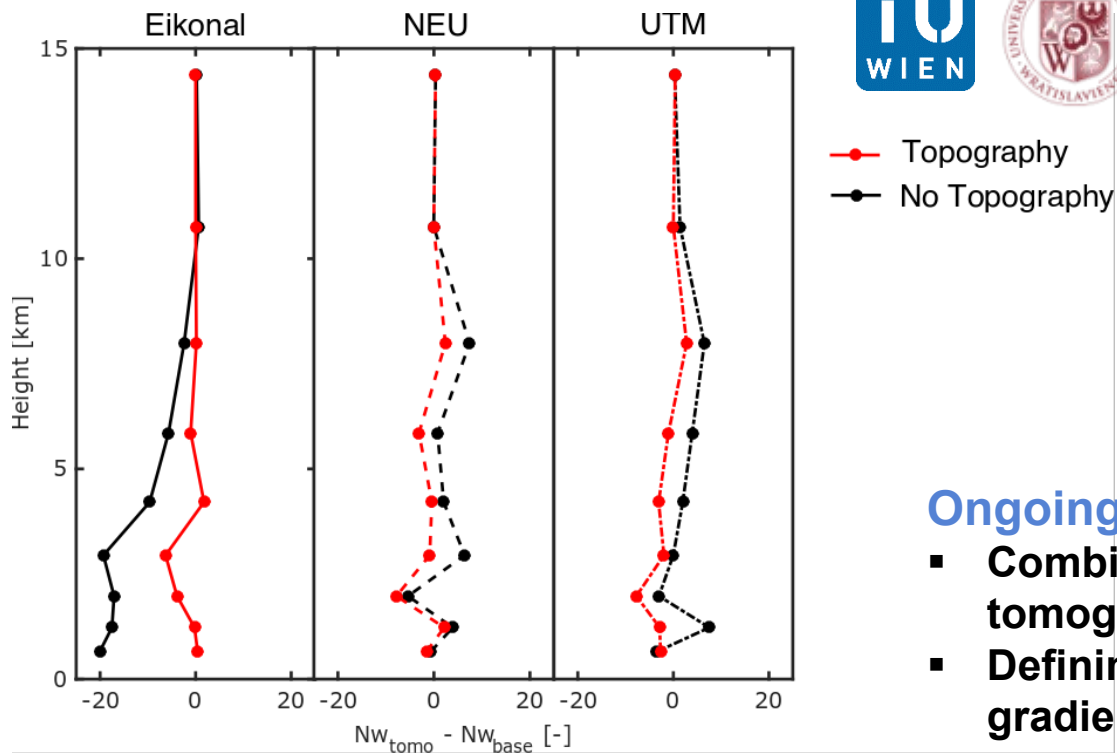 Eikonal NEU UTM
15
10
5
0
Height [km]
-20 0 20 -20 0 20 -20 0 20
Nw_tomo - Nw_base [-]
TU
WIEN
Topography
No Topography
Ongoing
▪ Combi
tomog
▪ Definin
gradie